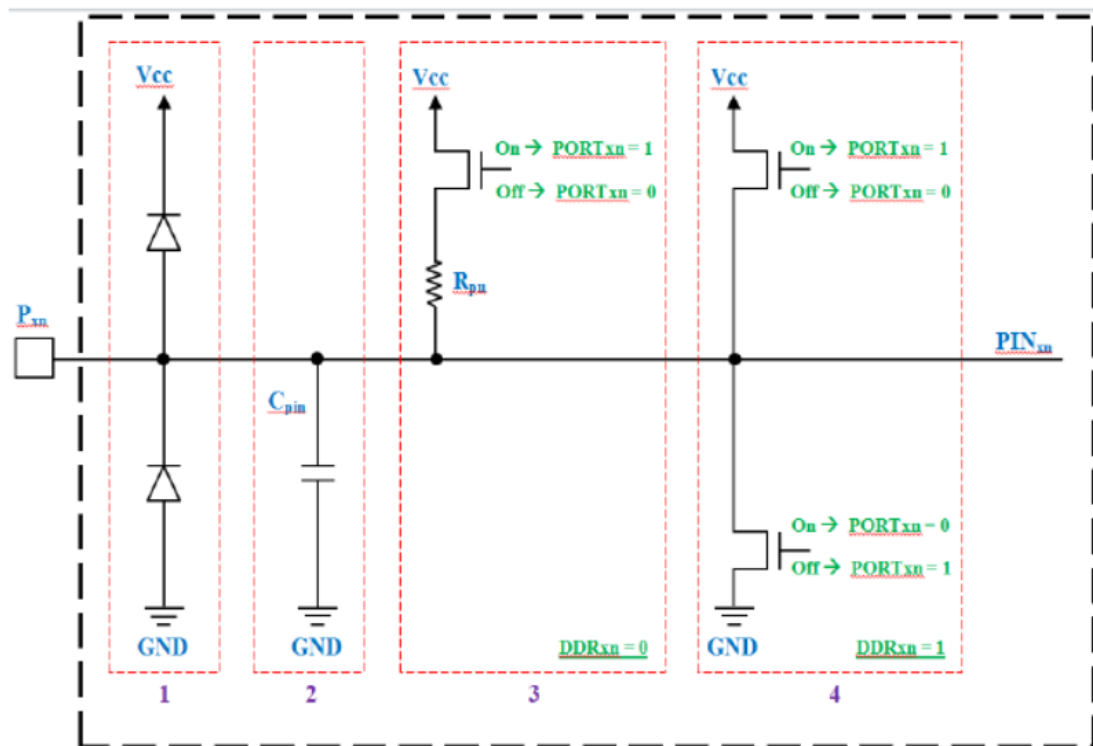 Vcc
Vcc
Vcc
On → PORTxn = 1
On → PORTxn = 1
Off → PORTxn = 0
Off → PORTxn = 0
Rpu
Pxn
PINxn
Cpin
On → PORTxn – 0
Off → PORTxn = 1
GND
GND
DDRxn = 0
GND
DDRxn = 1
1
2
3
4